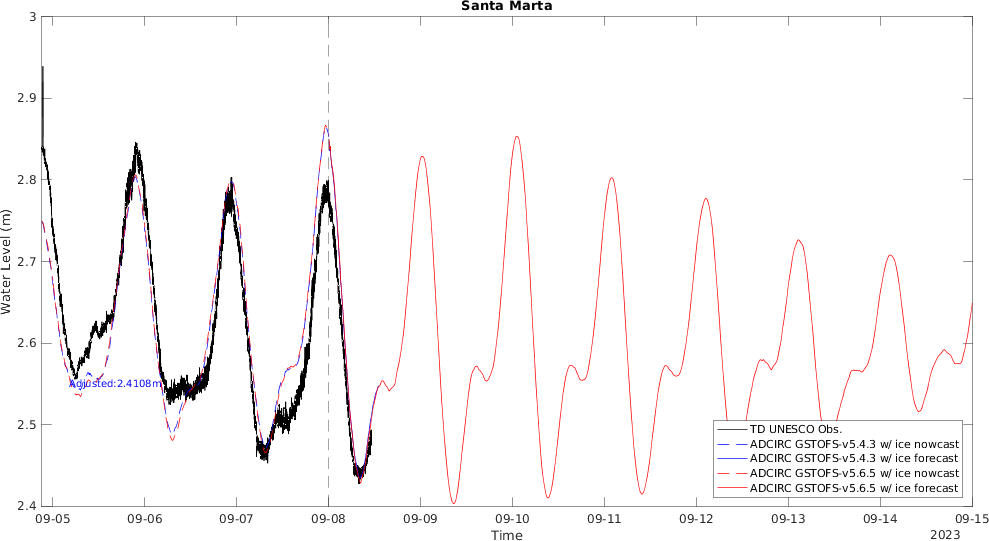 Santa Marta
Water Level (m)
3
2.9
2.8
2.7
2.6
2.5
2.4
Adjusted:2.4108m
TD UNESCO Obs.
ADCIRC GSTOFS-v5.4.3 w/ ice nowcast
ADCIRC GSTOFS-v5.4.3 w/ ice forecast
ADCIRC GSTOFS-v5.6.5 w/ ice nowcast
ADCIRC GSTOFS-v5.6.5 w/ ice forecast
09-05 09-06 09-07 09-08 09-09 09-10 09-11 09-12 09-13 09-14 09-15
Time
2023